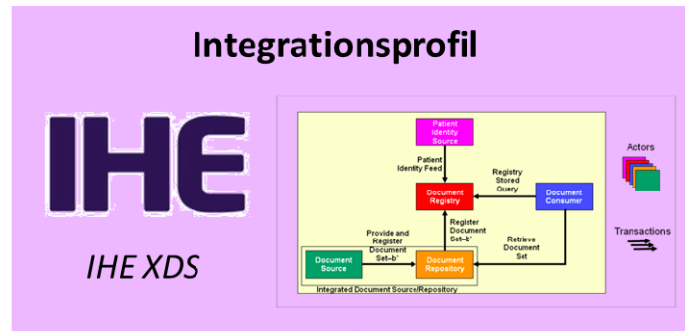 Integrationsprofil
IHE
IHE XDS
Patient
Identity
Source
Patient
Identity Feed
Document
Registry
Registry
Stored
Query
Document
Consumer
Provide and
Register
Document
Set–b*
Register
Document
Set–b*
Retrieve
Document
Set
Document
Source
Document
Repository
Integrated Document Source/Repository
Actors
Transactions